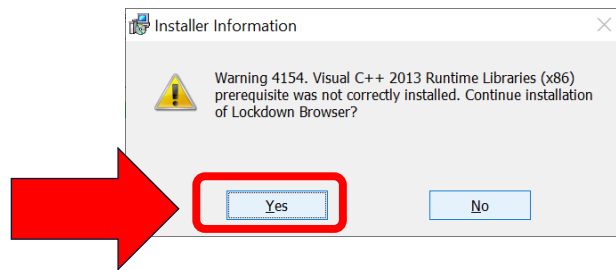 Installer Information
Warning 4154. Visual C++ 2013 Runtime Libraries (x86)
prerequisite was not correctly installed. Continue installation
of Lockdown Browser?
Yes
No